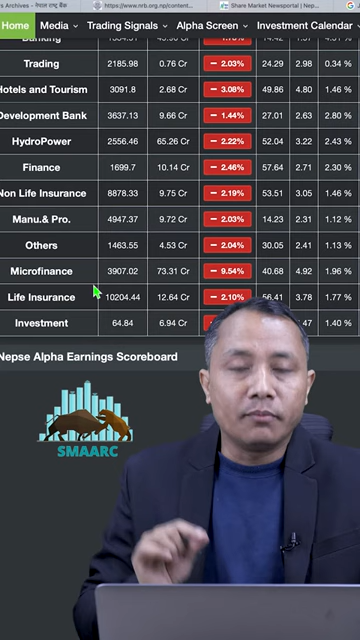 s Archives - नेपाल राष्ट्र बैंक https://www.nrb.org.np/content... Share Market Newsportal | Nep...
Home Media Trading Signals Alpha Screen Investment Calendar
Banking
Trading 2185.98 0.76 Cr − 2.03% 24.29 2.98 0.34 %
Hotels and Tourism 3091.8 2.68 Cr − 3.08% 49.86 4.80 1.46 %
Development Bank 3637.13 9.66 Cr − 1.44% 27.01 2.63 2.80 %
HydroPower 2556.46 65.26 Cr − 2.22% 52.04 3.22 2.43 %
Finance 1699.7 10.14 Cr − 2.46% 57.64 2.71 2.30 %
Non Life Insurance 8878.33 9.75 Cr − 2.19% 53.51 3.05 1.46 %
Manu.& Pro. 4947.37 9.72 Cr − 2.03% 14.23 2.31 1.12 %
Others 1463.55 4.53 Cr − 2.04% 30.05 2.41 1.13 %
Microfinance 3907.02 73.31 Cr − 9.54% 40.68 4.92 1.96 %
Life Insurance 10204.44 12.64 Cr − 2.10% 56.41 3.78 1.77 %
Investment 64.84 6.94 Cr .47 1.40 %
Nepse Alpha Earnings Scoreboard
SMAARC